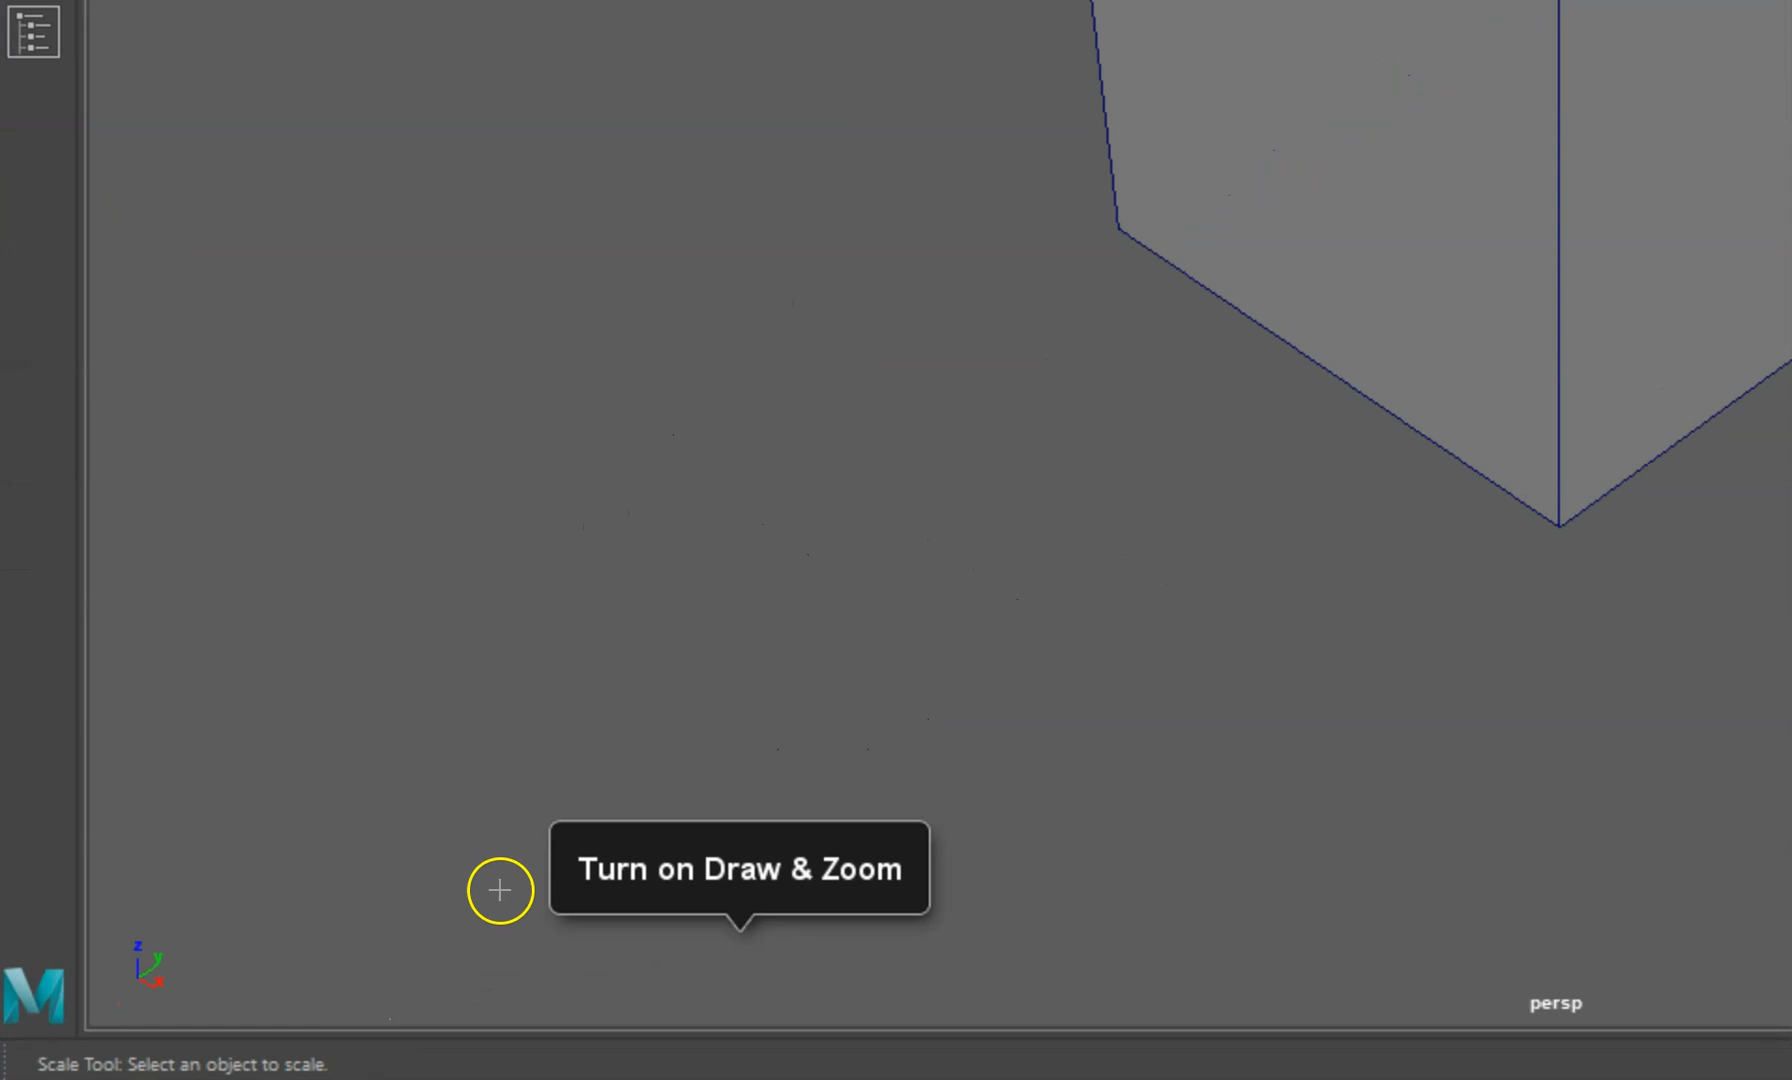 Turn on Draw & Zoom
z
y
x
M
persp
Scale Tool: Select an object to scale.